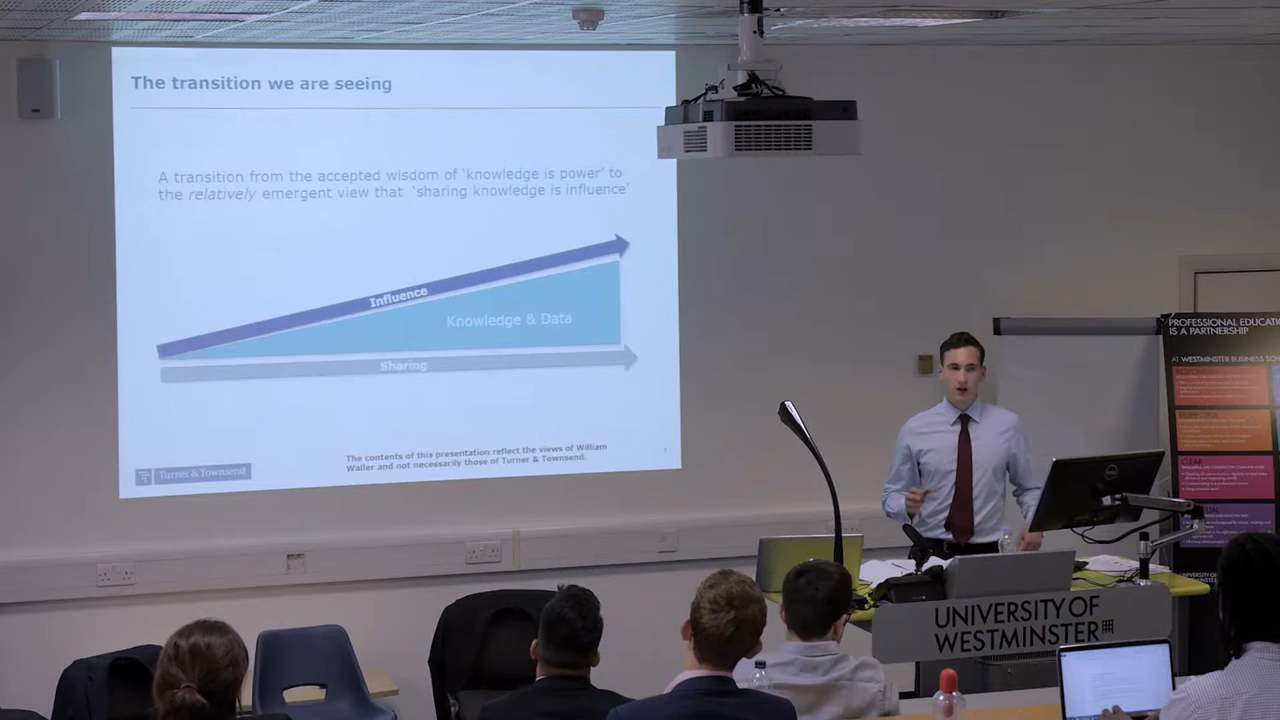 The transition we are seeing
A transition from the accepted wisdom of ‘knowledge is power’ to
the relatively emergent view that ‘sharing knowledge is influence’
Influence
Knowledge & Data
Sharing
The contents of this presentation reflect the views of William
Waller and not necessarily those of Turner & Townsend.
Turner & Townsend
PROFESSIONAL EDUCATIO
IS A PARTNERSHIP
AT WESTMINSTER BUSINESS SCH
DELL
UNIVERSITY OF
WESTMINSTER